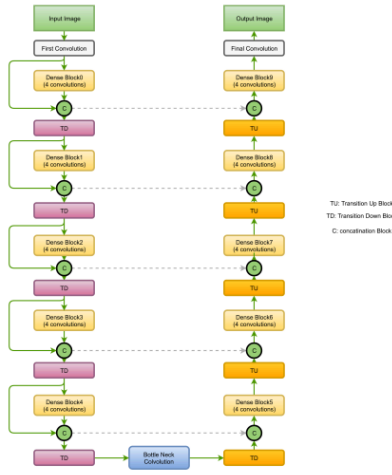 Input Image
Output Image
First Convolution
Final Convolution
Dense Block0
(4 convolutions)
Dense Block9
(4 convolutions)
C
C
TD
TU
Dense Block1
(4 convolutions)
Dense Block8
(4 convolutions)
C
C
TD
TU
TU: Transition Up Block
TD: Transition Down Bloc
C: concatination Block
Dense Block2
(4 convolutions)
Dense Block7
(4 convolutions)
C
C
TD
TU
Dense Block3
(4 convolutions)
Dense Block6
(4 convolutions)
C
C
TD
TU
Dense Block4
(4 convolutions)
Dense Block5
(4 convolutions)
C
C
TD
Bottle Neck
Colvolution
TD